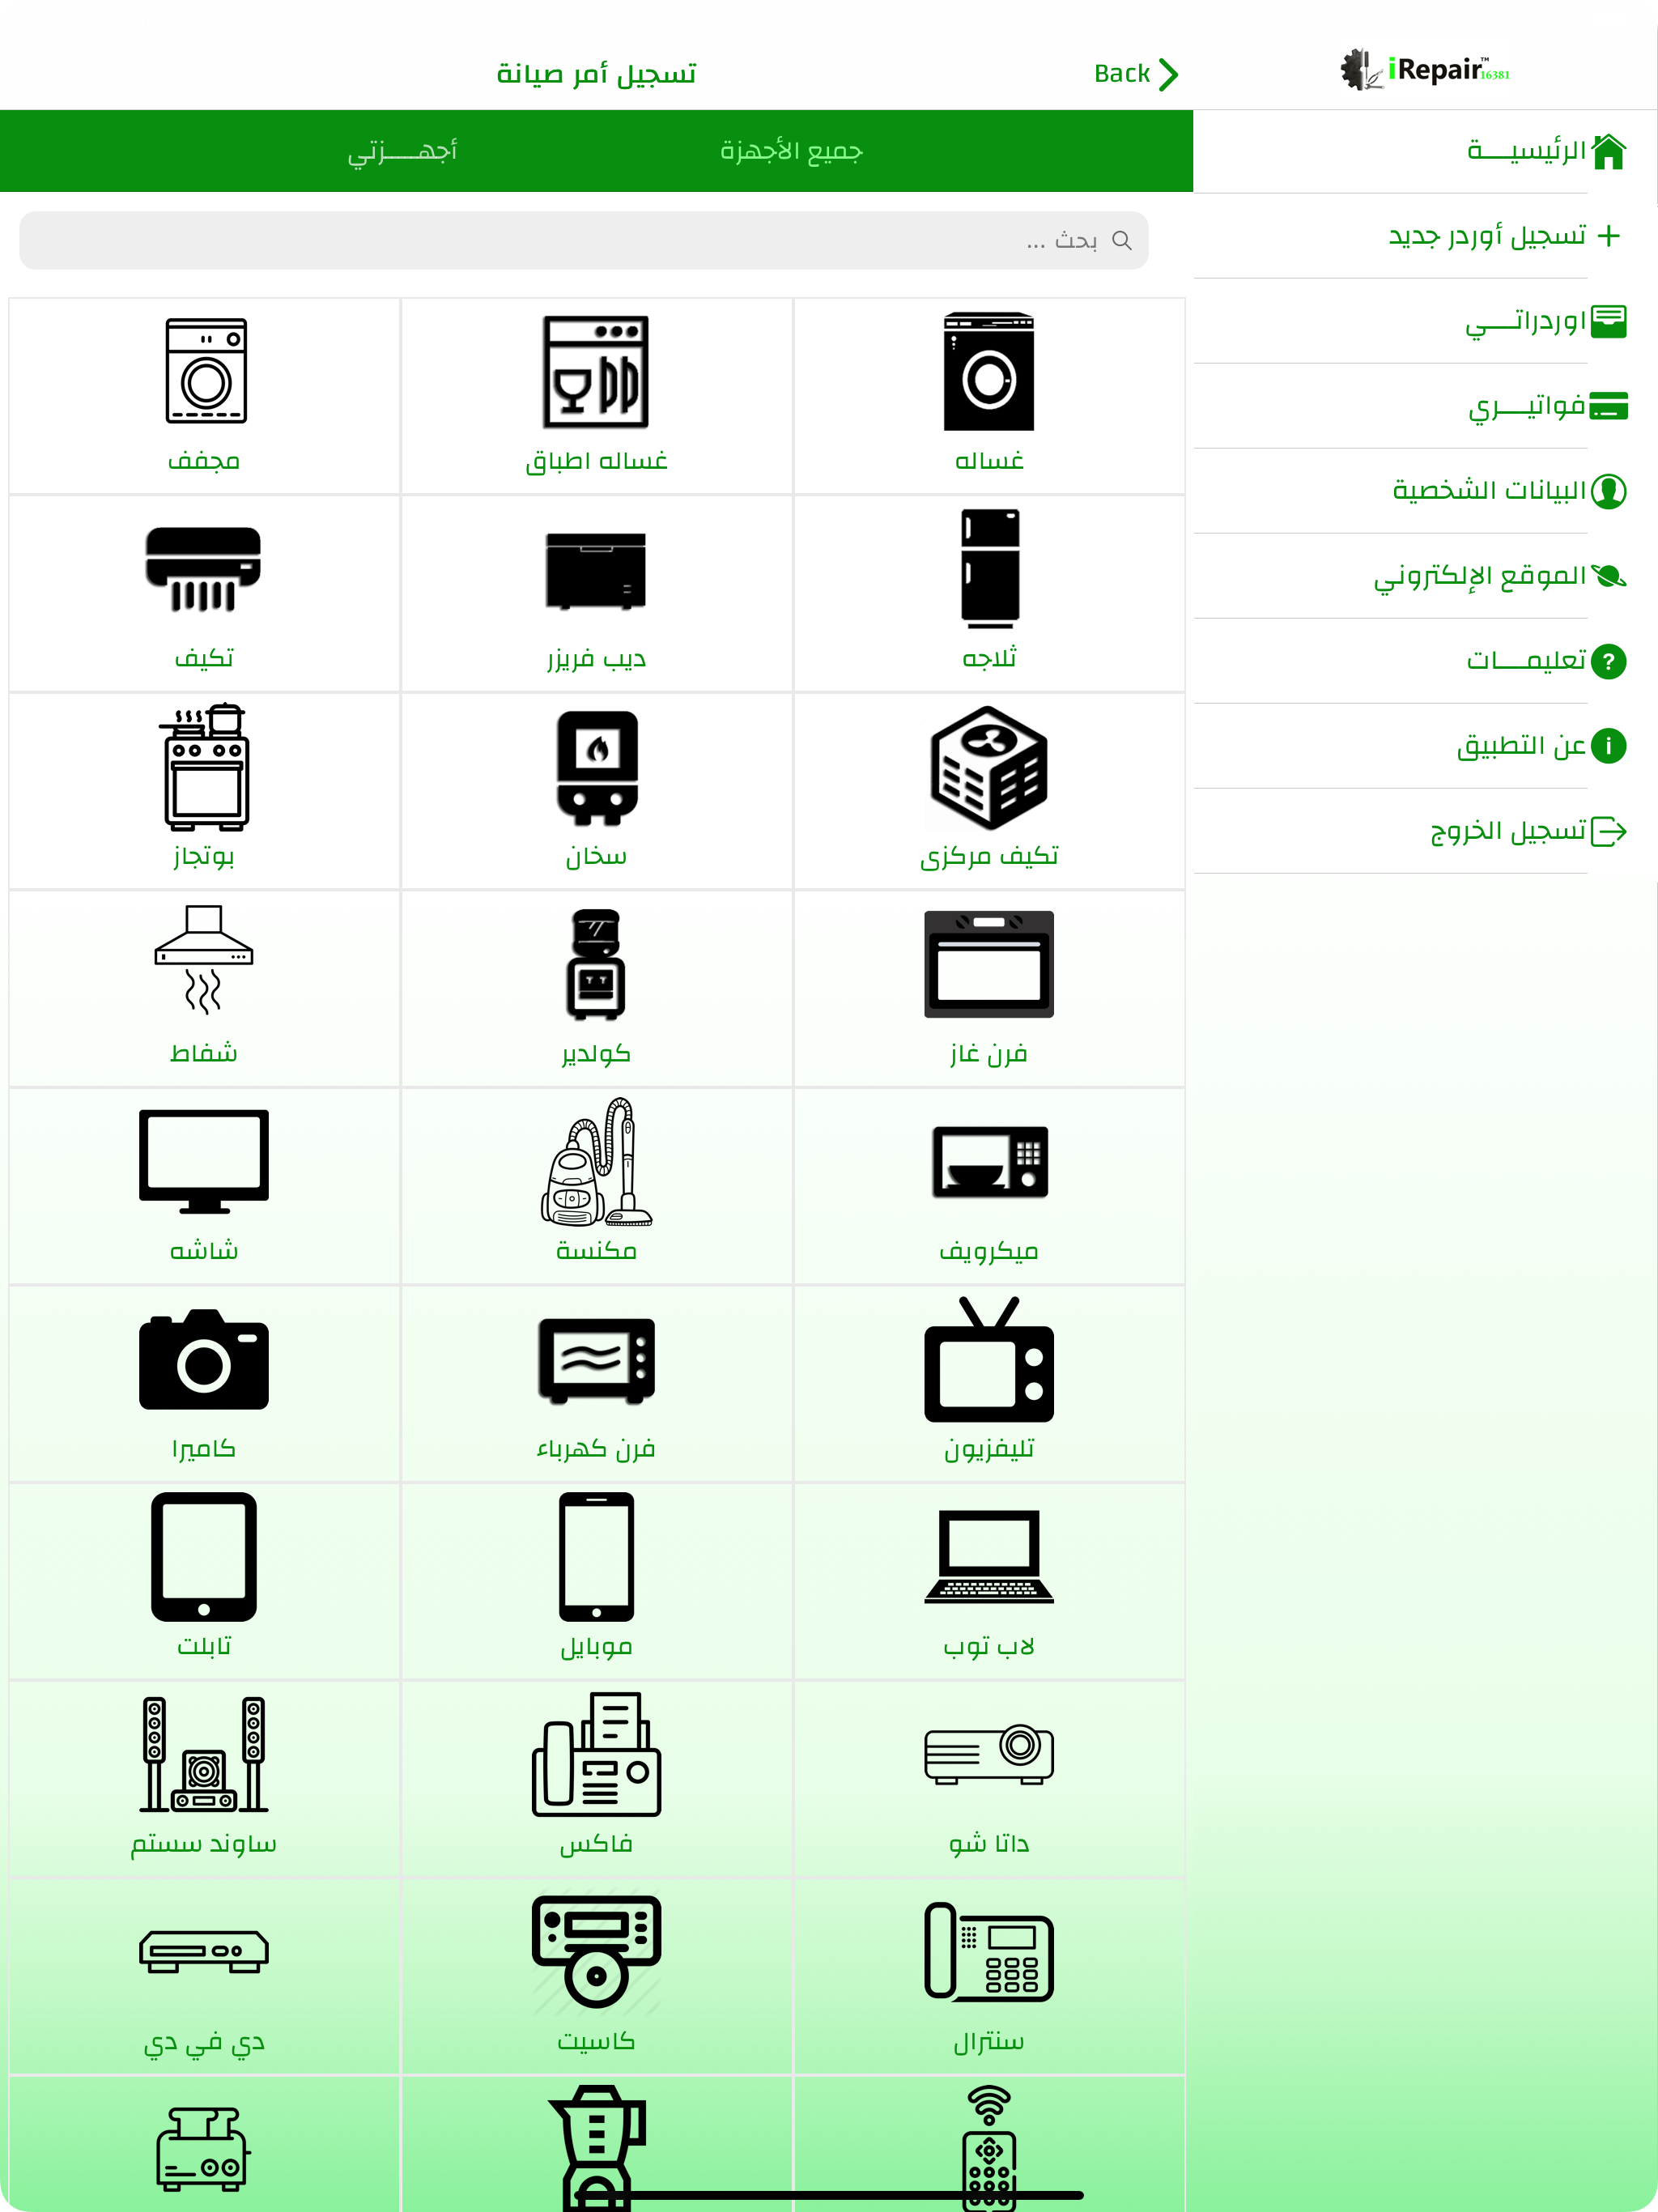 iRepair™ 16381
Back
تسجيل أمر صيانة
الرئيسيـــة
تسجيل أوردر جديد
اوردراتـــي
فواتيـــري
البيانات الشخصية
الموقع الإلكتروني
تعليمـــات
عن التطبيق
تسجيل الخروج
جميع الأجهزة
أجهـــزتي
بحث ...
غساله
غساله اطباق
مجفف
ثلاجه
ديب فريزر
تكيف
تكيف مركزى
سخان
بوتجاز
فرن غاز
كولدير
شفاط
ميكرويف
مكنسة
شاشه
تليفزيون
فرن كهرباء
كاميرا
لاب توب
موبايل
تابلت
داتا شو
فاكس
ساوند سستم
سنترال
كاسيت
دي في دي